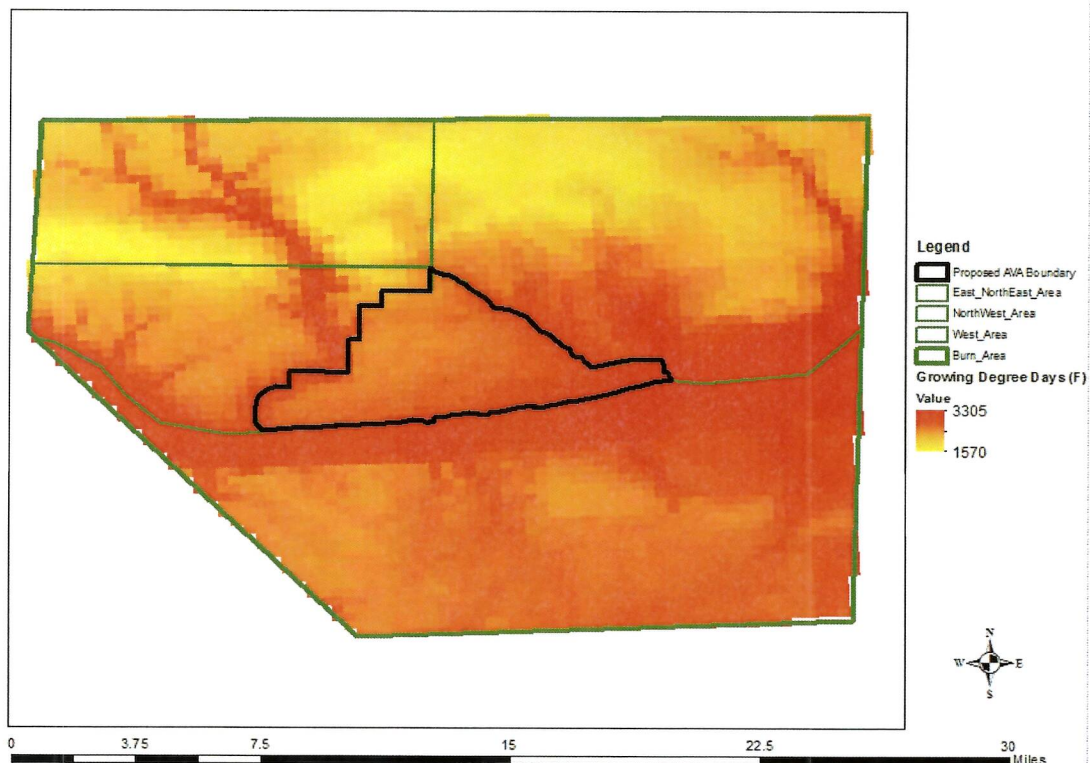 Legend
Proposed AVA Boundary
East_NorthEast_Area
NorthWest_Area
West_Area
Burn_Area
Growing Degree Days (F)
Value
3305
1570
N
W E
S
0 3.75 7.5 15 22.5 30
Miles